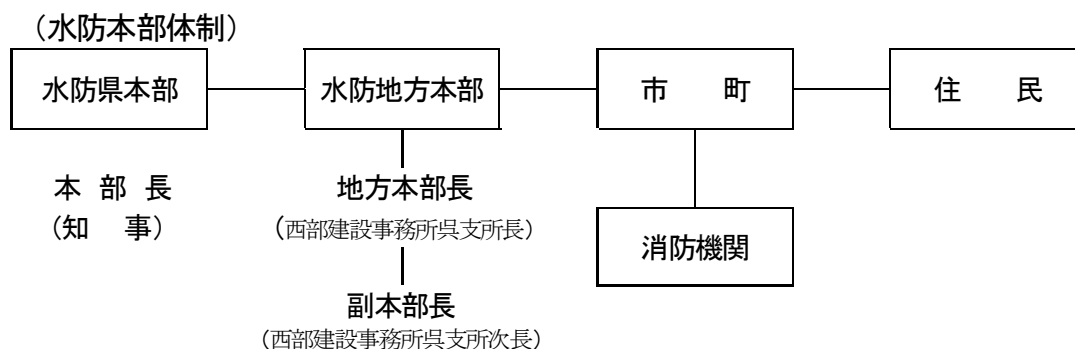 (水防本部体制)
水防県本部
水防地方本部
市 町
住 民
本 部 長
(知 事)
地方本部長
(西部建設事務所呉支所長)
消防機関
副本部長
(西部建設事務所呉支所次長)